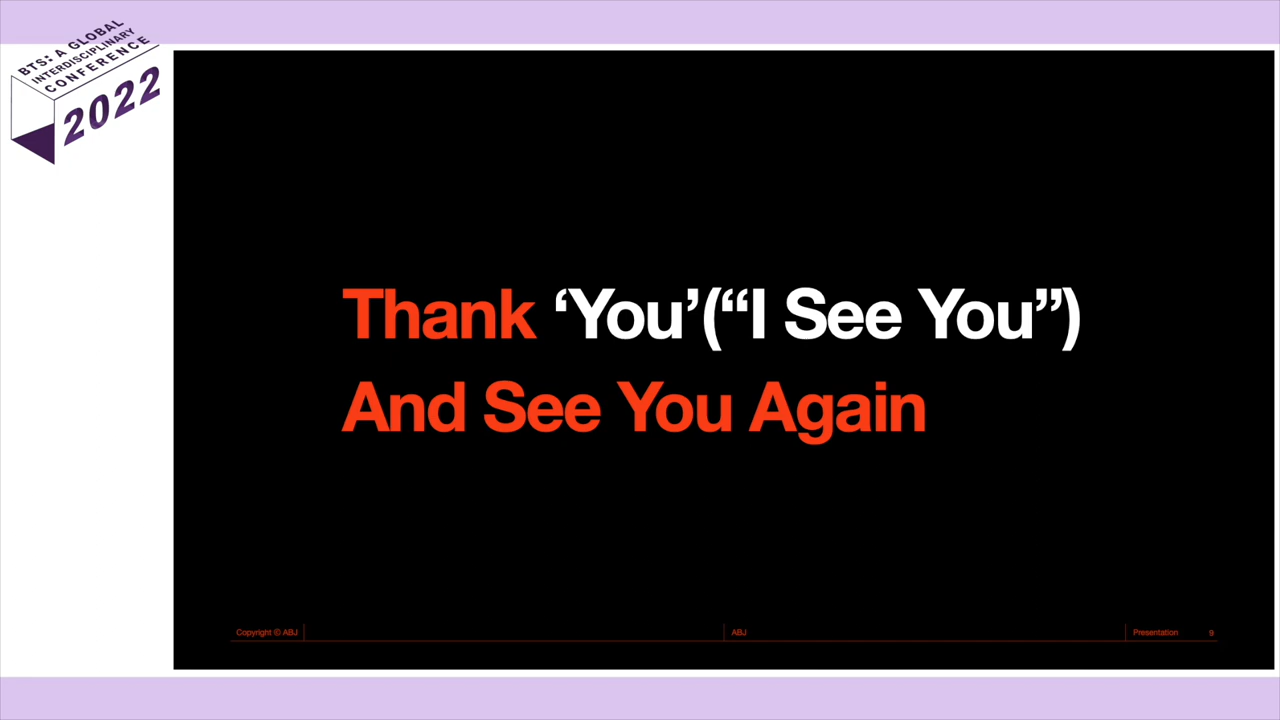 BTS: A GLOBAL
INTERDISCIPLINARY
CONFERENCE
2022
Thank ‘You’(“I See You”)
And See You Again
Copyright © ABJ
ABJ
Presentation
9